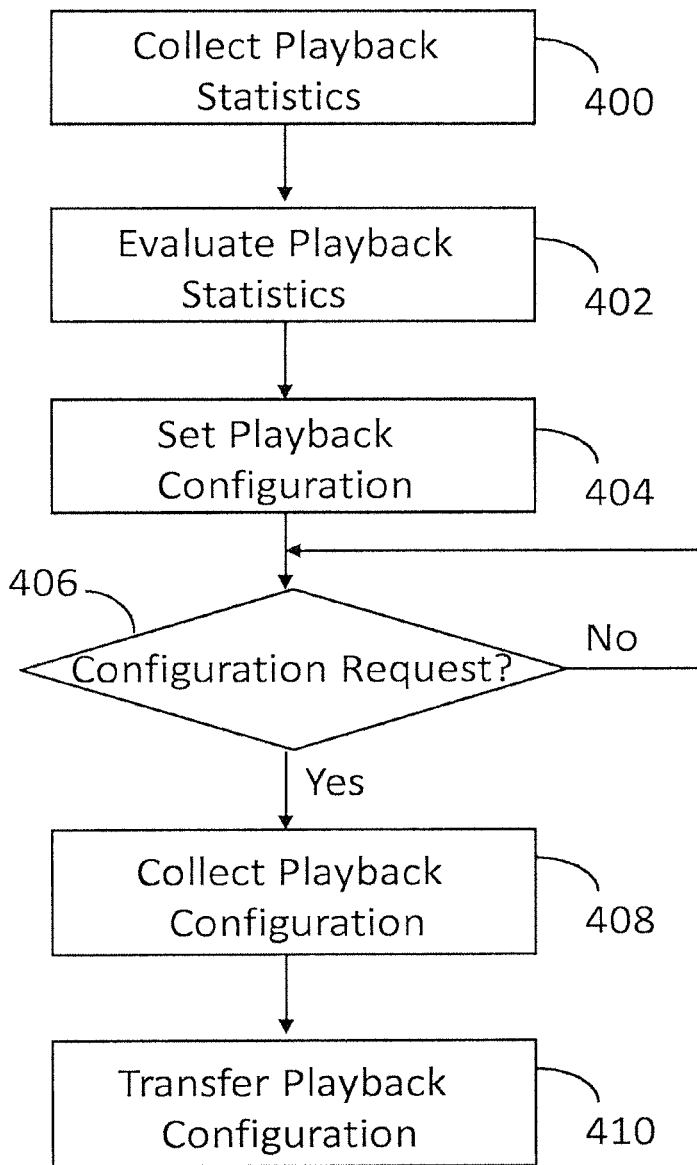 Collect Playback
Statistics
400
Evaluate Playback
Statistics
402
Set Playback
Configuration
404
406
Configuration Request?
No
Yes
Collect Playback
Configuration
408
Transfer Playback
Configuration
410